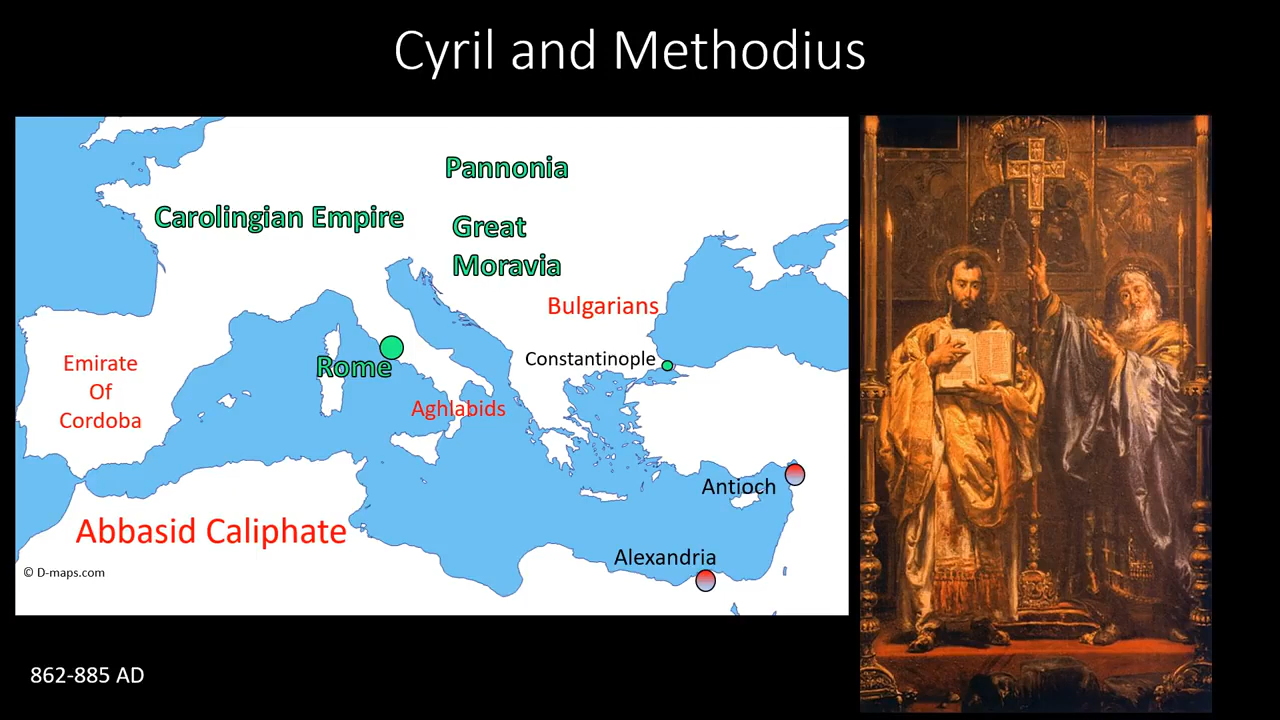 Cyril and Methodius
Pannonia
Carolingian Empire
Great
Moravia
Bulgarians
Constantinople
Rome
Emirate
Of
Cordoba
Aghlabids
Antioch
Abbasid Caliphate
Alexandria
© D-maps.com
862-885 AD